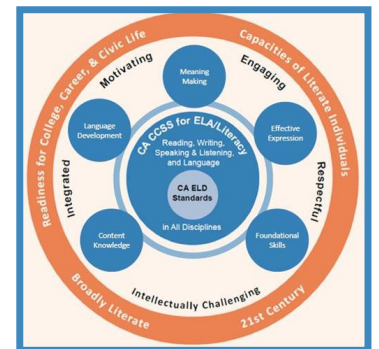 Readiness for College, Career, & Civic Life
Capacities of Literate Individuals
Broadly Literate
21st Century
Motivating
Engaging
Integrated
Respectful
Intellectually Challenging
Meaning
Making
Language
Development
Effective
Expression
Content
Knowledge
Foundational
Skills
CA CCSS for ELA/Literacy
Reading, Writing,
Speaking & Listening,
and Language
CA ELD
Standards
in All Disciplines